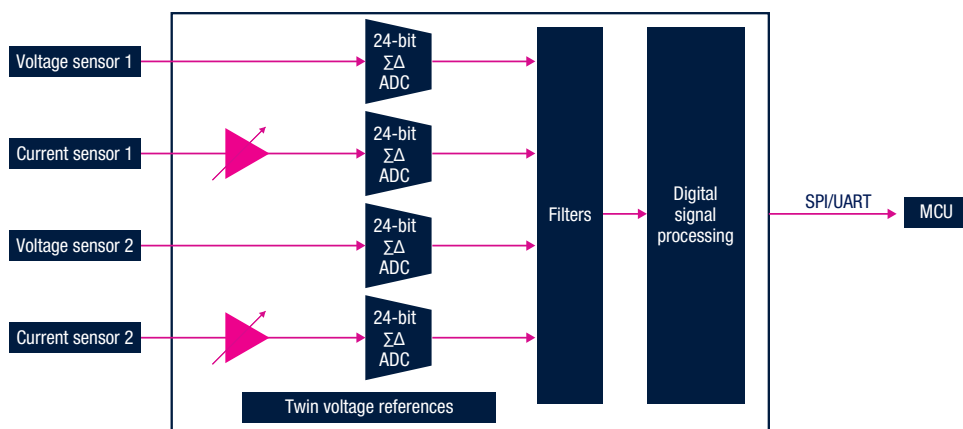 Voltage sensor 1
24-bit
ΣΔ
ADC
Current sensor 1
24-bit
ΣΔ
ADC
Voltage sensor 2
24-bit
ΣΔ
ADC
Current sensor 2
24-bit
ΣΔ
ADC
Twin voltage references
Filters
Digital
signal
processing
SPI/UART
MCU